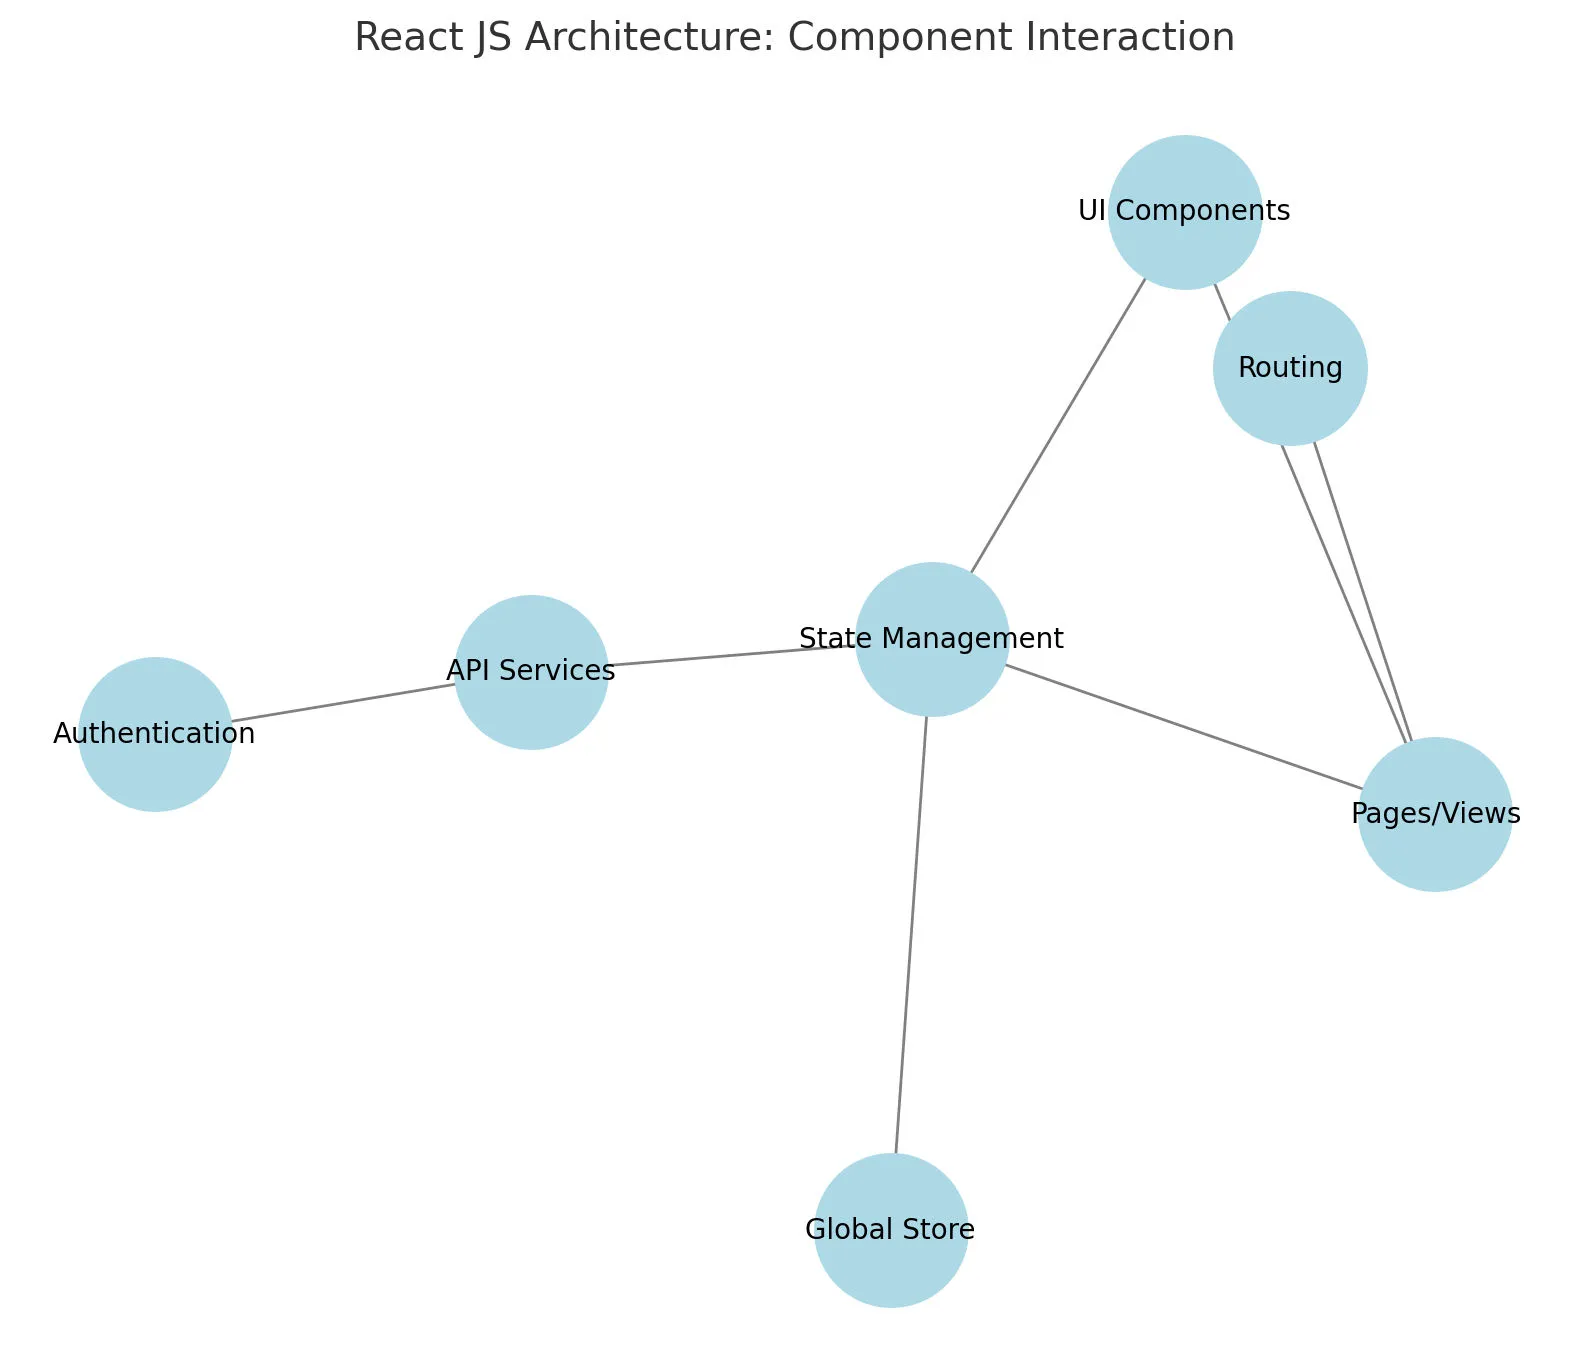 React JS Architecture: Component Interaction
UI Components
Routing
State Management
API Services
Authentication
Pages/Views
Global Store